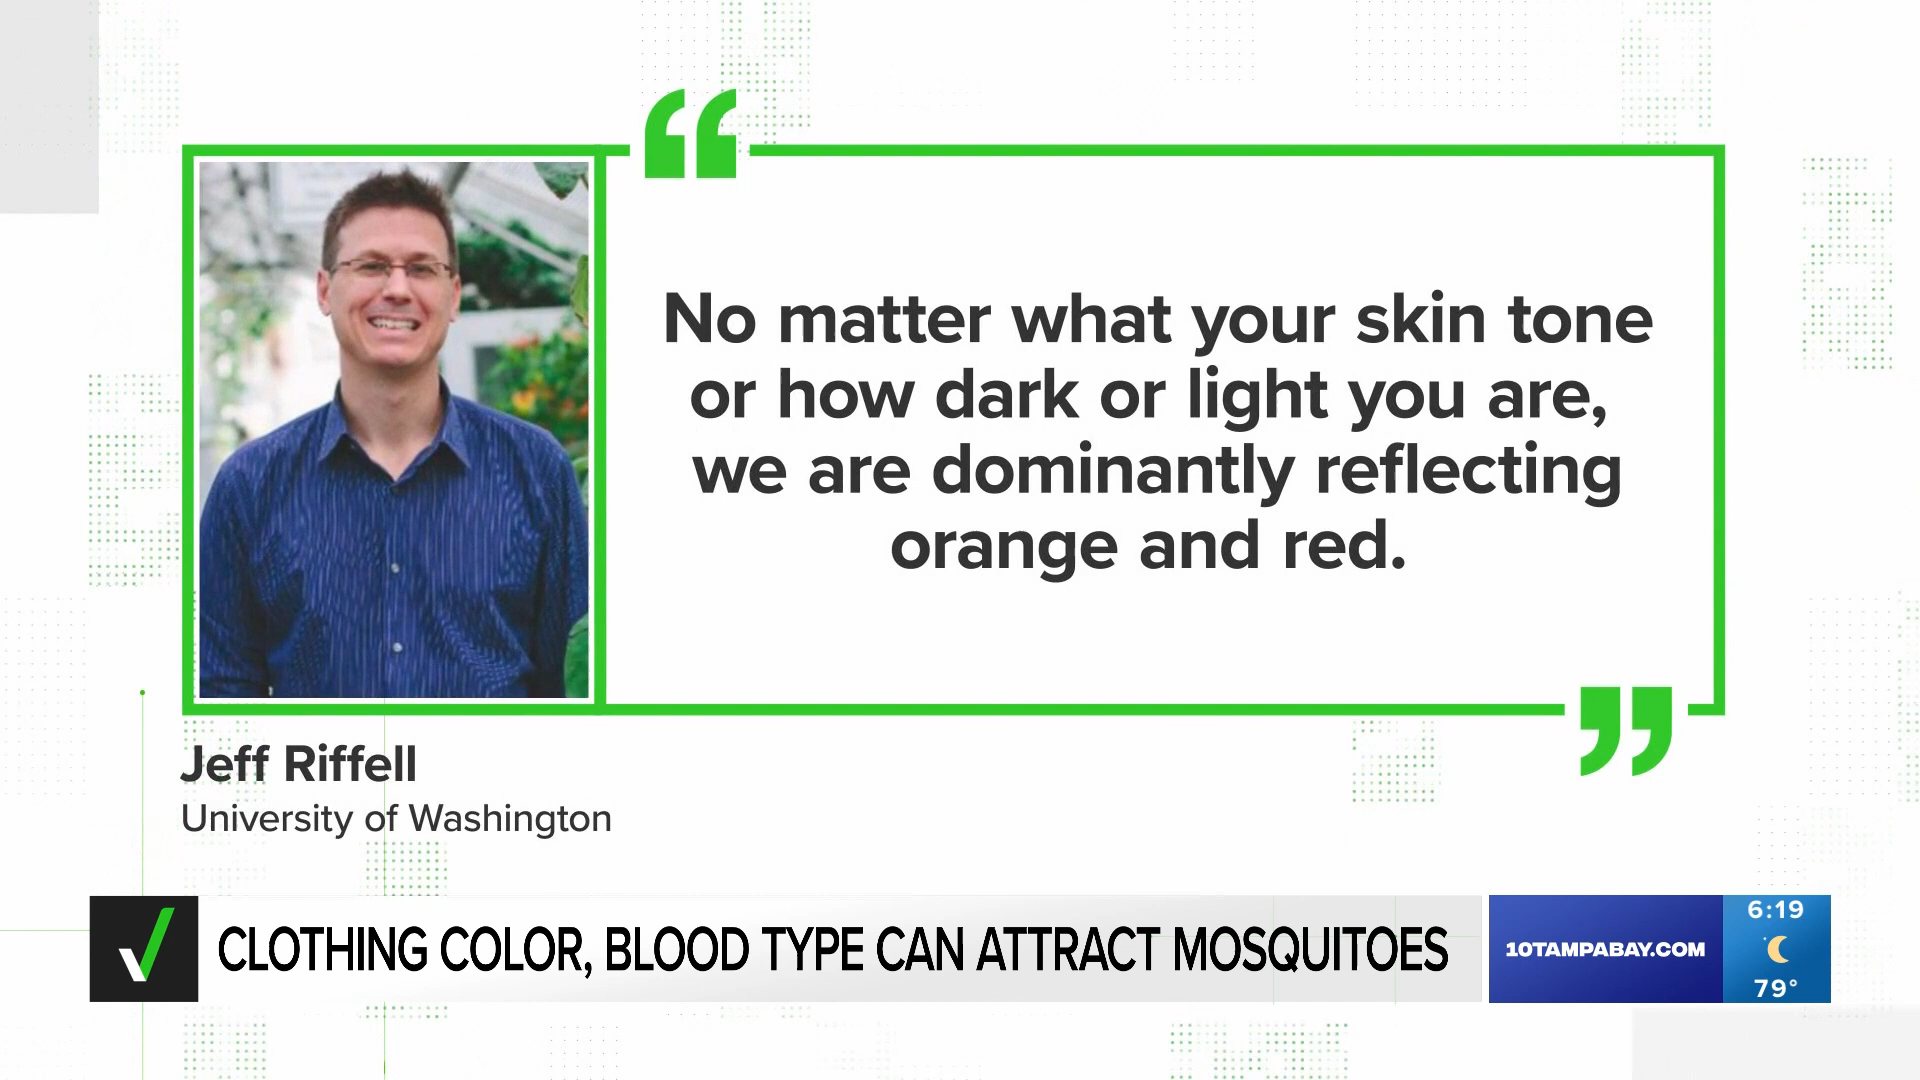 “
No matter what your skin tone
or how dark or light you are,
we are dominantly reflecting
orange and red.
”
Jeff Riffell
University of Washington
CLOTHING COLOR, BLOOD TYPE CAN ATTRACT MOSQUITOES
10TAMPABAY.COM
6:19
79°